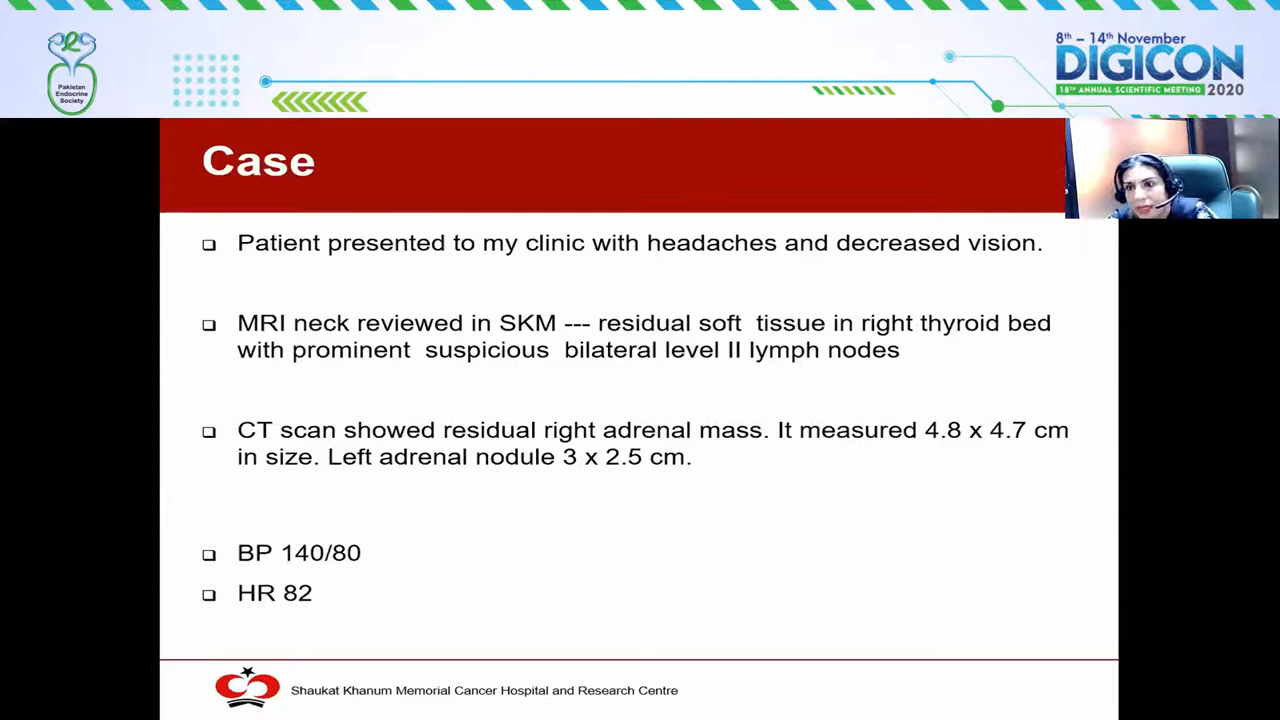 Pakistan
Endocrine
Society
8th – 14th November
DIGICON
18TH ANNUAL SCIENTIFIC MEETING 2020
Case
Patient presented to my clinic with headaches and decreased vision.
MRI neck reviewed in SKM --- residual soft tissue in right thyroid bed
with prominent suspicious bilateral level II lymph nodes
CT scan showed residual right adrenal mass. It measured 4.8 x 4.7 cm
in size. Left adrenal nodule 3 x 2.5 cm.
BP 140/80
HR 82
Shaukat Khanum Memorial Cancer Hospital and Research Centre